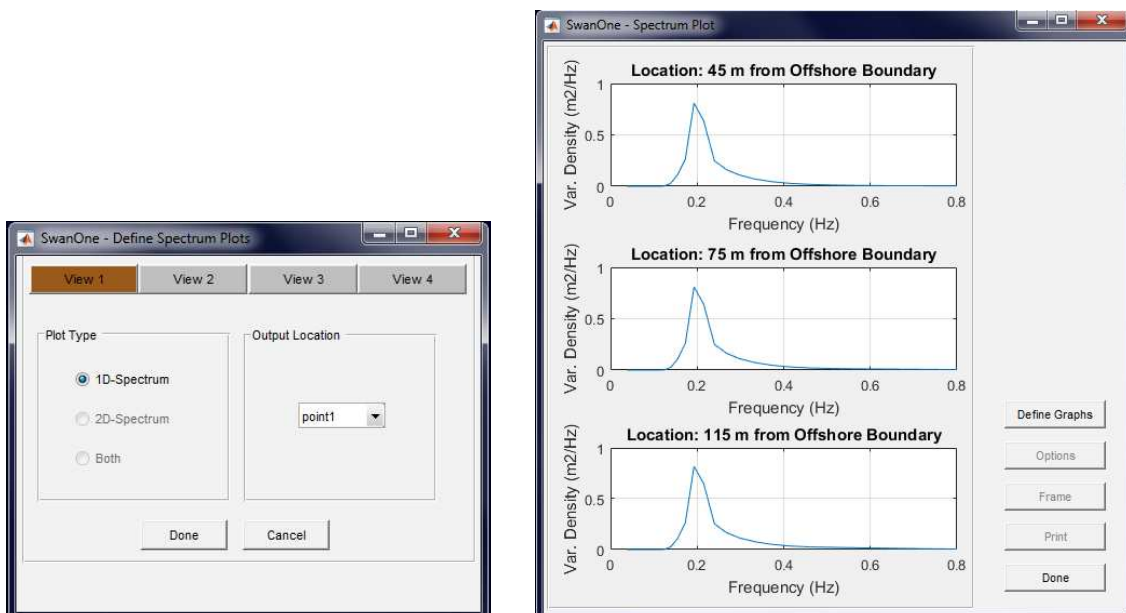 SwanOne - Define Spectrum Plots
View 1 View 2 View 3 View 4
Plot Type
1D-Spectrum
2D-Spectrum
Both
Output Location
point1
Done Cancel
SwanOne - Spectrum Plot
Location: 45 m from Offshore Boundary
Var. Density (m2/Hz)
1
0.5
0
0 0.2 0.4 0.6 0.8
Frequency (Hz)
Location: 75 m from Offshore Boundary
Var. Density (m2/Hz)
1
0.5
0
0 0.2 0.4 0.6 0.8
Frequency (Hz)
Location: 115 m from Offshore Boundary
Var. Density (m2/Hz)
1
0.5
0
0 0.2 0.4 0.6 0.8
Frequency (Hz)
Define Graphs
Options
Frame
Print
Done